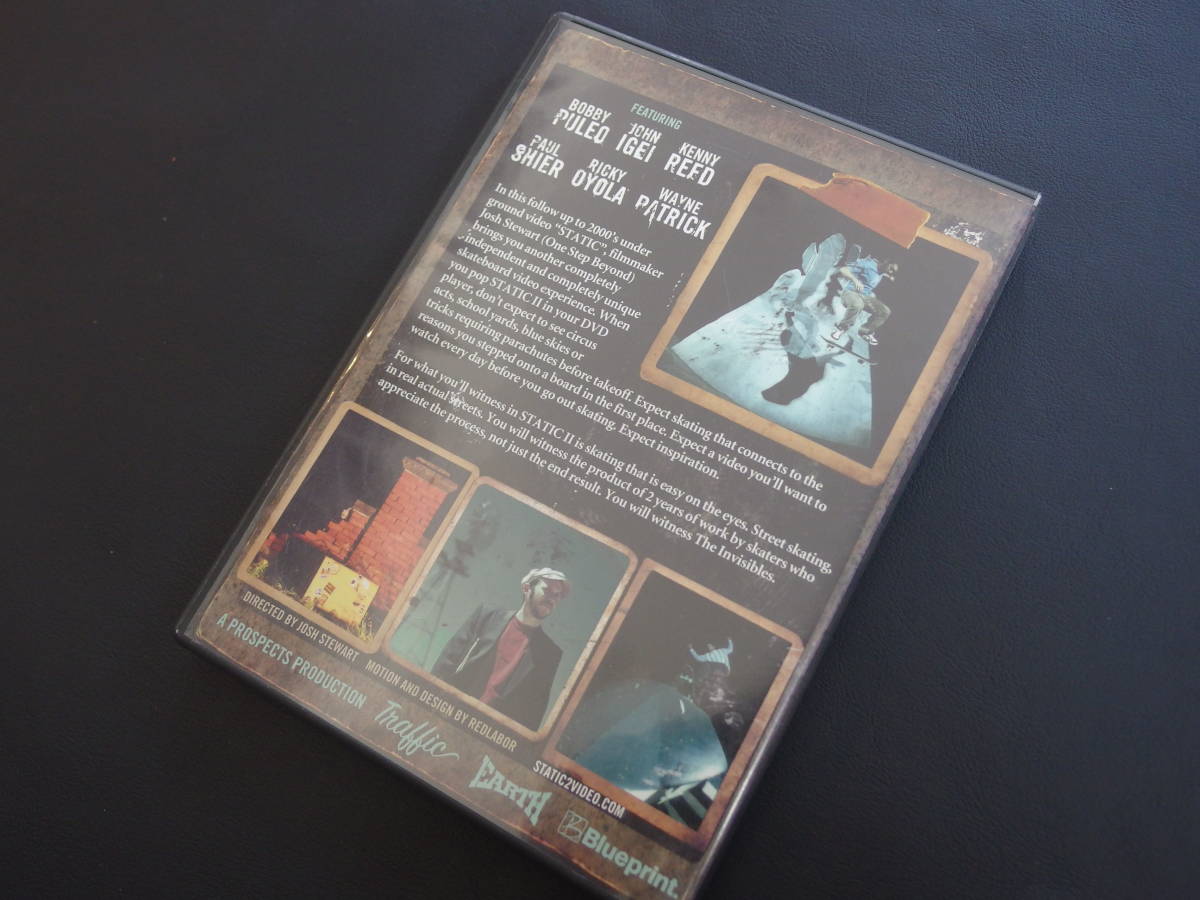 FEATURING
BOBBY PULEO
JOHN IGEI
KENNY REED
PAUL SHIER
RICKY OYOLA
WAYNE PATRICK
In this follow up to 2000's under
ground video "STATIC", filmmaker
Josh Stewart (One Step Beyond)
brings you another completely
independent and completely unique
skateboard video experience. When
you pop STATIC II in your DVD
player, don't expect to see circus
acts, school yards, blue skies or
tricks requiring parachutes before takeoff. Expect skating that connects to the
reasons you stepped onto a board in the first place. Expect a video you'll want to
watch every day before you go out skating. Expect inspiration.
For what you'll witness in STATIC II is skating that is easy on the eyes. Street skating,
in real actual streets. You will witness the product of 2 years of work by skaters who
appreciate the process, not just the end result. You will witness The Invisibles.
DIRECTED BY JOSH STEWART MOTION AND DESIGN BY REDLABOR
STATIC2VIDEO.COM
A PROSPECTS PRODUCTION
Traffic
EARTH
Blueprint.